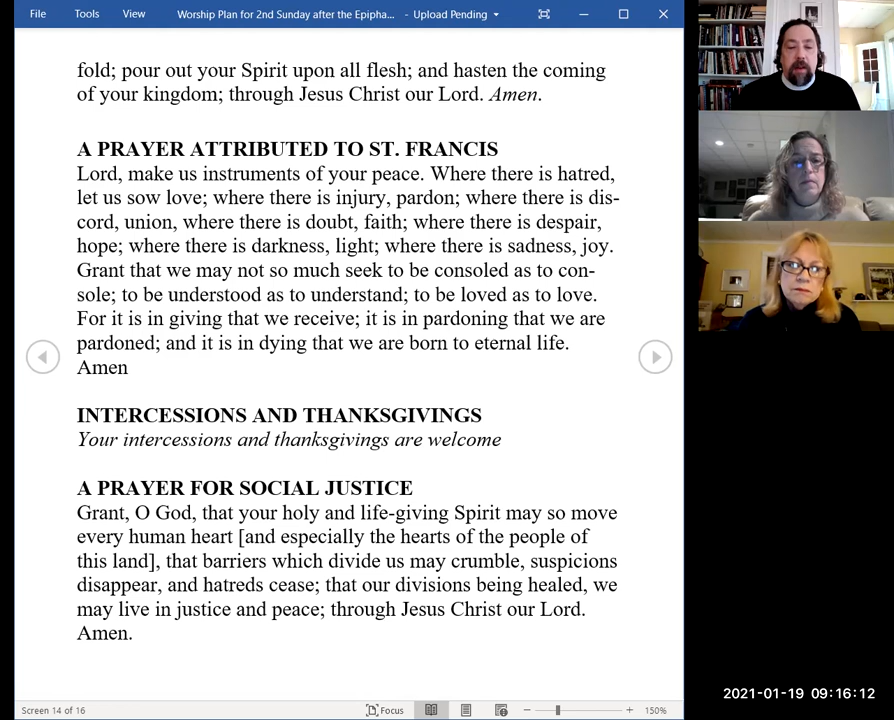 File Tools View Worship Plan for 2nd Sunday after the Epipha... - Upload Pending
fold; pour out your Spirit upon all flesh; and hasten the coming
of your kingdom; through Jesus Christ our Lord. Amen.
A PRAYER ATTRIBUTED TO ST. FRANCIS
Lord, make us instruments of your peace. Where there is hatred,
let us sow love; where there is injury, pardon; where there is dis-
cord, union, where there is doubt, faith; where there is despair,
hope; where there is darkness, light; where there is sadness, joy.
Grant that we may not so much seek to be consoled as to con-
sole; to be understood as to understand; to be loved as to love.
For it is in giving that we receive; it is in pardoning that we are
pardoned; and it is in dying that we are born to eternal life.
Amen
INTERCESSIONS AND THANKSGIVINGS
Your intercessions and thanksgivings are welcome
A PRAYER FOR SOCIAL JUSTICE
Grant, O God, that your holy and life-giving Spirit may so move
every human heart [and especially the hearts of the people of
this land], that barriers which divide us may crumble, suspicions
disappear, and hatreds cease; that our divisions being healed, we
may live in justice and peace; through Jesus Christ our Lord.
Amen.
2021-01-19 09:16:12
Screen 14 of 16 Focus 150%